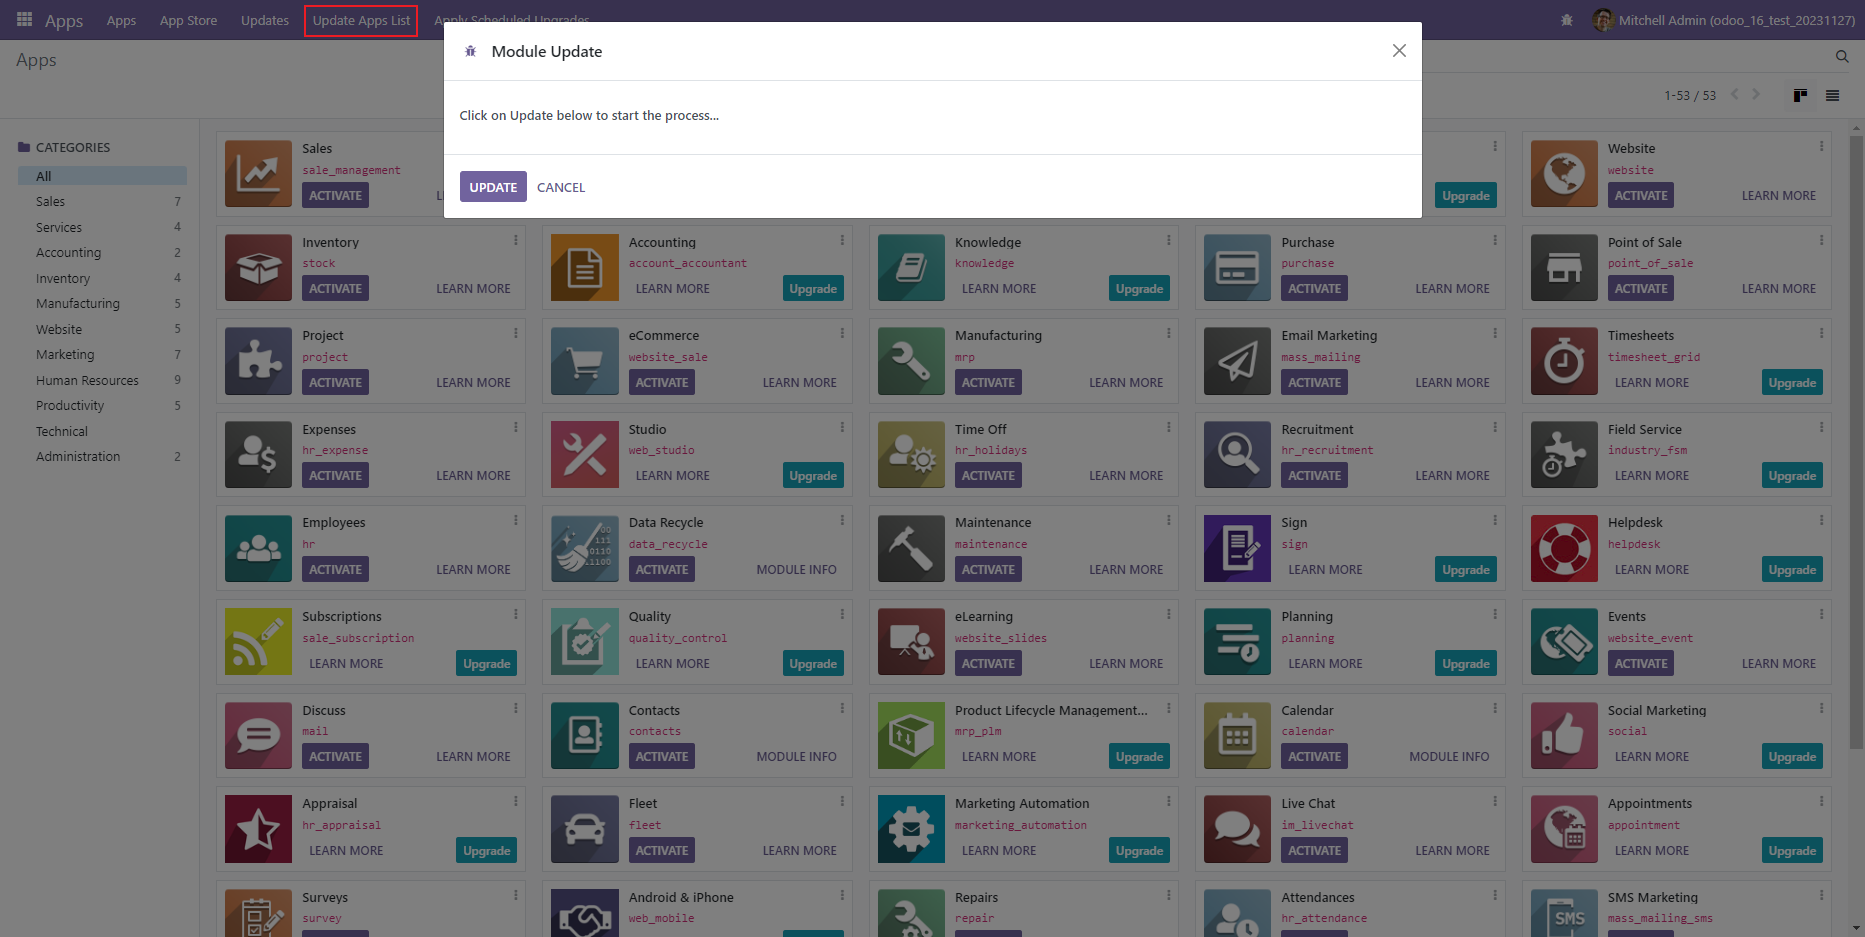 Apps
Apps
App Store
Updates
Update Apps List
Apply Scheduled Upgrades
Mitchell Admin (odoo_16_test_20231127)
Apps
1-53 / 53
Module Update
Click on Update below to start the process...
UPDATE
CANCEL
CATEGORIES
All
Sales 7
Services 4
Accounting 2
Inventory 4
Manufacturing 5
Website 5
Marketing 7
Human Resources 9
Productivity 5
Technical
Administration 2
Sales
sale_management
ACTIVATE
Upgrade
Website
website
ACTIVATE LEARN MORE
Inventory
stock
ACTIVATE LEARN MORE
Accounting
account_accountant
LEARN MORE Upgrade
Knowledge
knowledge
LEARN MORE Upgrade
Purchase
purchase
ACTIVATE LEARN MORE
Point of Sale
point_of_sale
ACTIVATE LEARN MORE
Project
project
ACTIVATE LEARN MORE
eCommerce
website_sale
ACTIVATE LEARN MORE
Manufacturing
mrp
ACTIVATE LEARN MORE
Email Marketing
mass_mailing
ACTIVATE LEARN MORE
Timesheets
timesheet_grid
LEARN MORE Upgrade
Expenses
hr_expense
ACTIVATE LEARN MORE
Studio
web_studio
LEARN MORE Upgrade
Time Off
hr_holidays
ACTIVATE LEARN MORE
Recruitment
hr_recruitment
ACTIVATE LEARN MORE
Field Service
industry_fsm
LEARN MORE Upgrade
Employees
hr
ACTIVATE LEARN MORE
Data Recycle
data_recycle
ACTIVATE MODULE INFO
Maintenance
maintenance
ACTIVATE LEARN MORE
Sign
sign
LEARN MORE Upgrade
Helpdesk
helpdesk
LEARN MORE Upgrade
Subscriptions
sale_subscription
LEARN MORE Upgrade
Quality
quality_control
LEARN MORE Upgrade
eLearning
website_slides
ACTIVATE LEARN MORE
Planning
planning
LEARN MORE Upgrade
Events
website_event
ACTIVATE LEARN MORE
Discuss
mail
ACTIVATE LEARN MORE
Contacts
contacts
ACTIVATE MODULE INFO
Product Lifecycle Management...
mrp_plm
LEARN MORE Upgrade
Calendar
calendar
ACTIVATE MODULE INFO
Social Marketing
social
LEARN MORE Upgrade
Appraisal
hr_appraisal
LEARN MORE Upgrade
Fleet
fleet
ACTIVATE LEARN MORE
Marketing Automation
marketing_automation
LEARN MORE Upgrade
Live Chat
im_livechat
ACTIVATE LEARN MORE
Appointments
appointment
LEARN MORE Upgrade
Surveys
survey
Android & iPhone
web_mobile
Repairs
repair
Attendances
hr_attendance
SMS
SMS Marketing
mass_mailing_sms